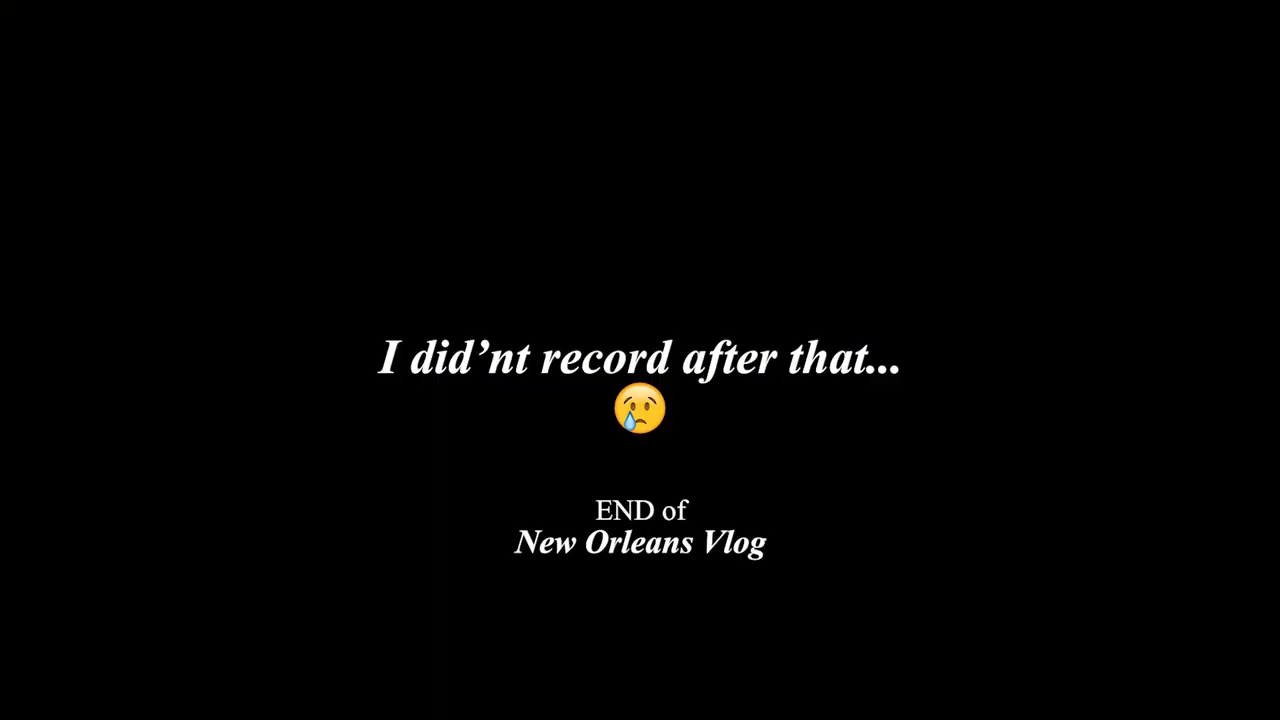 I did’nt record after that...
😢
END of
New Orleans Vlog